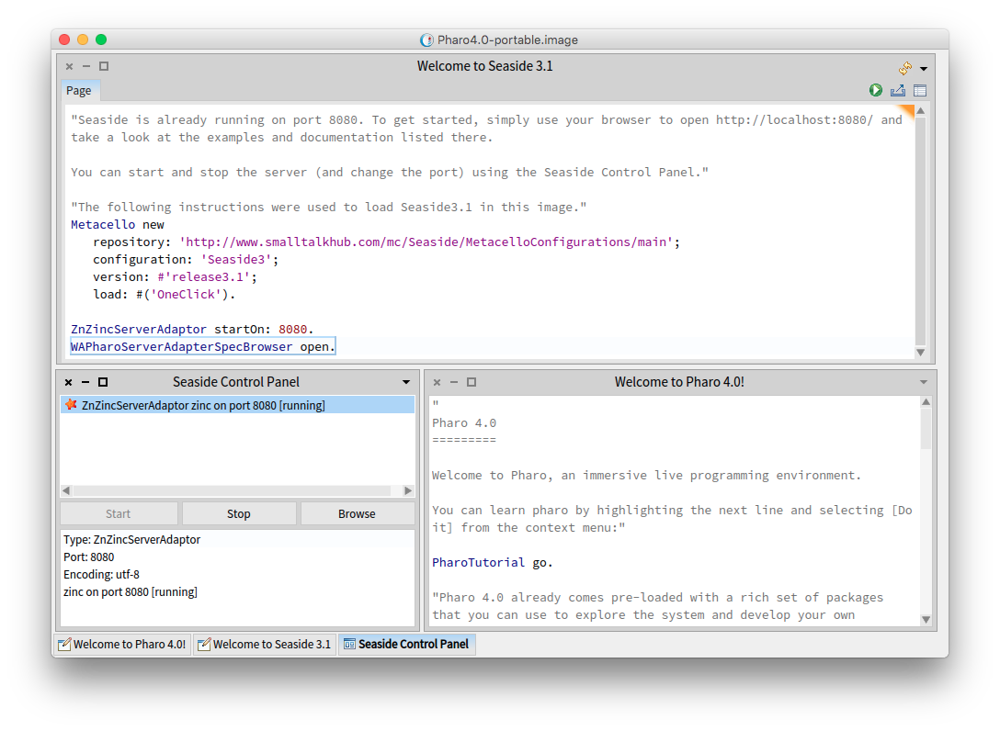 Pharo4.0-portable.image
Welcome to Seaside 3.1
Page
"Seaside is already running on port 8080. To get started, simply use your browser to open http://localhost:8080/ and
take a look at the examples and documentation listed there.
You can start and stop the server (and change the port) using the Seaside Control Panel."
"The following instructions were used to load Seaside3.1 in this image."
Metacello new
repository: 'http://www.smalltalkhub.com/mc/Seaside/MetacelloConfigurations/main';
configuration: 'Seaside3';
version: #'release3.1';
load: #('OneClick').
ZnZincServerAdaptor startOn: 8080.
WAPharoServerAdapterSpecBrowser open.
Seaside Control Panel
ZnZincServerAdaptor zinc on port 8080 [running]
Start
Stop
Browse
Type: ZnZincServerAdaptor
Port: 8080
Encoding: utf-8
zinc on port 8080 [running]
Welcome to Pharo 4.0!
"
Pharo 4.0
=========
Welcome to Pharo, an immersive live programming environment.
You can learn pharo by highlighting the next line and selecting [Do
it] from the context menu:"
PharoTutorial go.
"Pharo 4.0 already comes pre-loaded with a rich set of packages
that you can use to explore the system and develop your own
Welcome to Pharo 4.0!
Welcome to Seaside 3.1
Seaside Control Panel